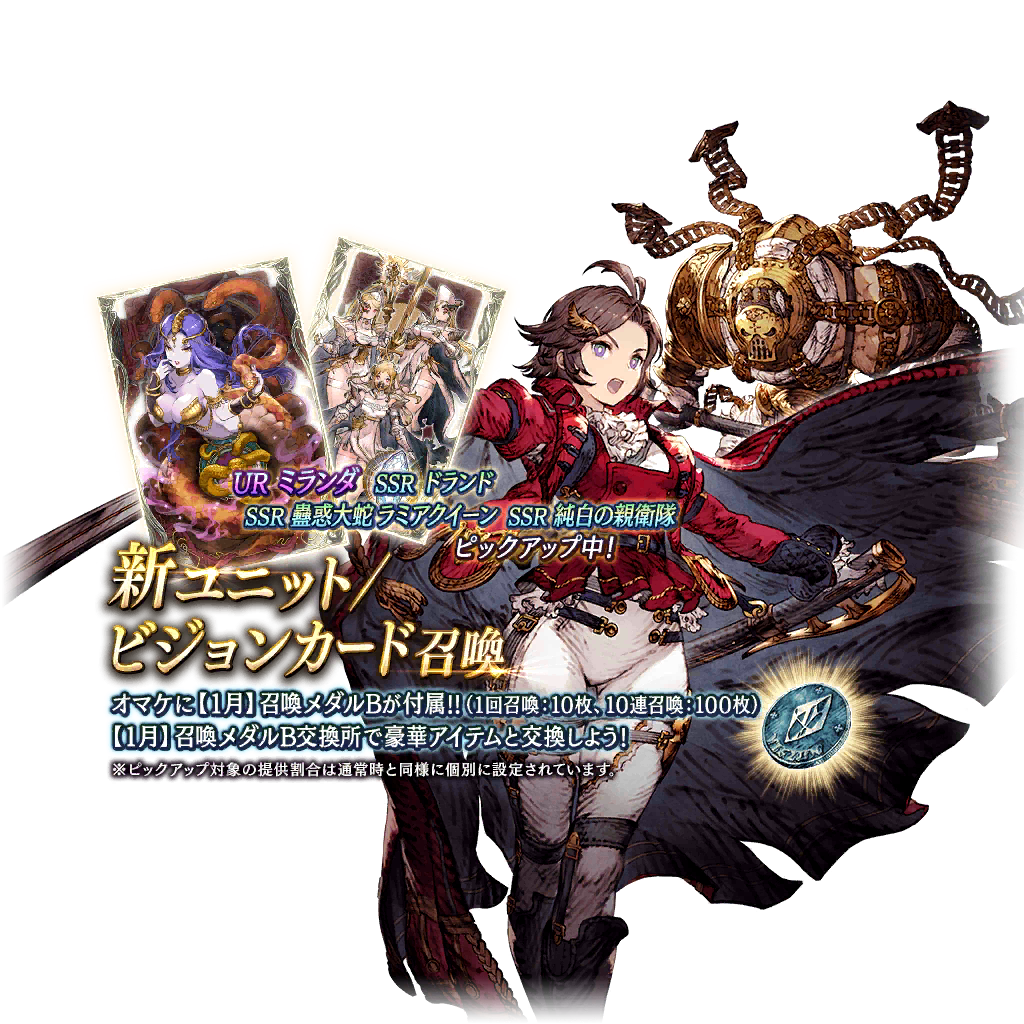 UR ミランダ SSR ドランド
SSR 蠱惑大蛇ラミアクイーン SSR 純白の親衛隊
ピックアップ中!
新ユニット/
ビジョンカード召喚
オマケに【1月】召喚メダルBが付属!!(1回召喚:10枚、10連召喚:100枚)
【1月】召喚メダルB交換所で豪華アイテムと交換しよう!
※ピックアップ対象の提供割合は通常時と同様に個別に設定されています。